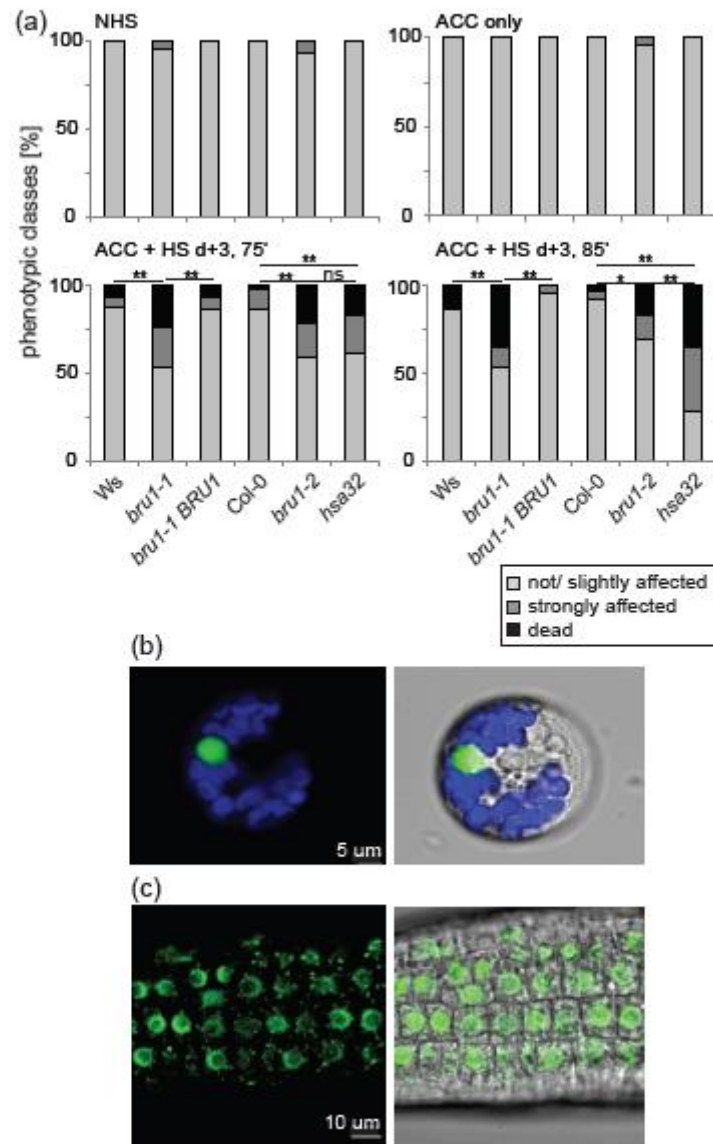 (a)
NHS
ACC only
100
50
0
100
50
0
phenotypic classes [%]
ACC + HS d+3, 75'
ACC + HS d+3, 85'
**
** **
** ns
**
** **
* **
100
50
0
100
50
0
Ws
bru1-1
bru1-1 BRU1
Col-0
bru1-2
hsa32
Ws
bru1-1
bru1-1 BRU1
Col-0
bru1-2
hsa32
not/ slightly affected
strongly affected
dead
(b)
5 um
(c)
10 um